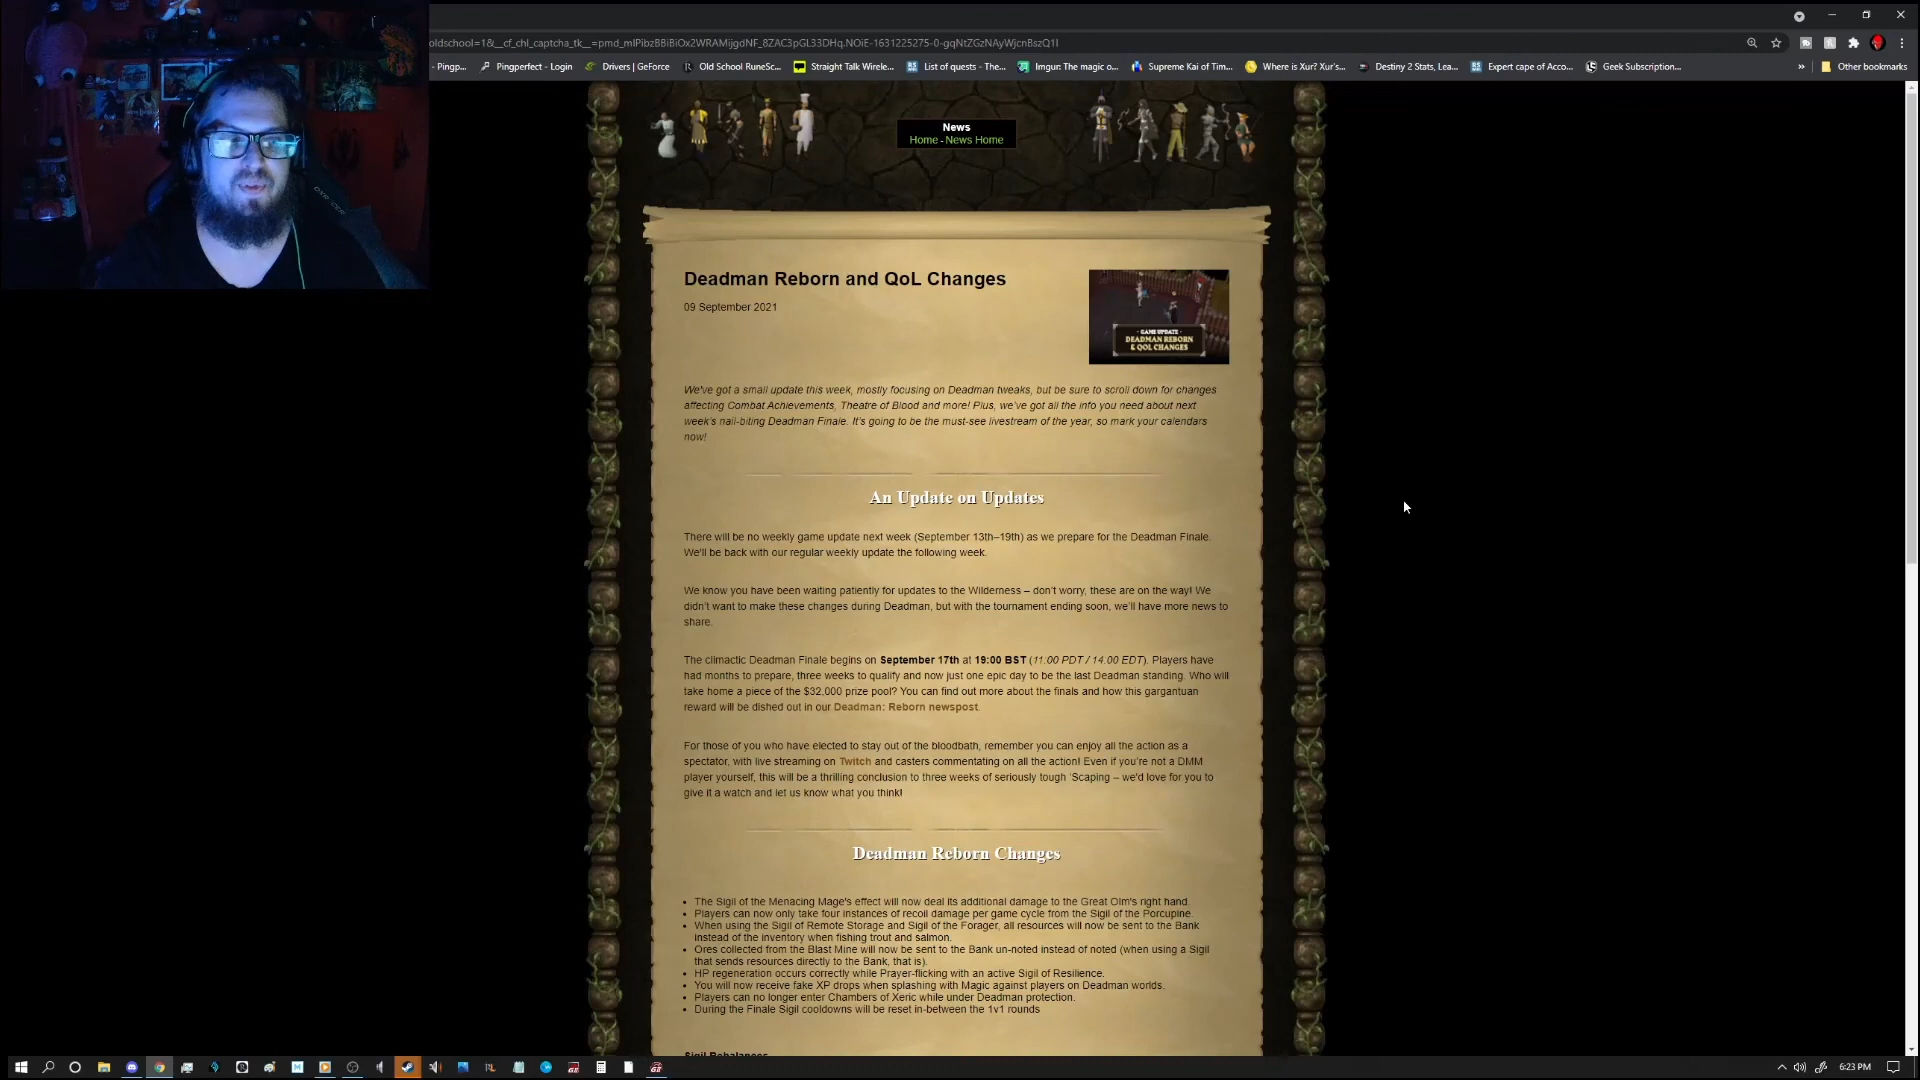 oldschool=1&__cf_chl_captcha_tk__=pmd_mlPibzBBiBiOx2WRAMijgdNF_8ZAC3pGL33DHq.NOiE-1631225275-0-gqNtZGzNAyWjcnBszQ1I
- Pingp... Pingperfect - Login Drivers | GeForce Old School RuneSc... Straight Talk Wirele... List of quests - The... Imgur: The magic o... Supreme Kai of Tim... Where is Xur? Xur's... Destiny 2 Stats, Lea... Expert cape of Acco... Geek Subscription... » Other bookmarks
News
Home - News Home
Deadman Reborn and QoL Changes
09 September 2021
- GAME UPDATE -
DEADMAN REBORN
& QOL CHANGES
We've got a small update this week, mostly focusing on Deadman tweaks, but be sure to scroll down for changes
affecting Combat Achievements, Theatre of Blood and more! Plus, we've got all the info you need about next
week's nail-biting Deadman Finale. It's going to be the must-see livestream of the year, so mark your calendars
now!
An Update on Updates
There will be no weekly game update next week (September 13th–19th) as we prepare for the Deadman Finale.
We'll be back with our regular weekly update the following week.
We know you have been waiting patiently for updates to the Wilderness – don't worry, these are on the way! We
didn't want to make these changes during Deadman, but with the tournament ending soon, we'll have more news to
share.
The climactic Deadman Finale begins on September 17th at 19:00 BST (11:00 PDT / 14.00 EDT). Players have
had months to prepare, three weeks to qualify and now just one epic day to be the last Deadman standing. Who will
take home a piece of the $32,000 prize pool? You can find out more about the finals and how this gargantuan
reward will be dished out in our Deadman: Reborn newspost.
For those of you who have elected to stay out of the bloodbath, remember you can enjoy all the action as a
spectator, with live streaming on Twitch and casters commentating on all the action! Even if you're not a DMM
player yourself, this will be a thrilling conclusion to three weeks of seriously tough 'Scaping – we'd love for you to
give it a watch and let us know what you think!
Deadman Reborn Changes
• The Sigil of the Menacing Mage's effect will now deal its additional damage to the Great Olm's right hand.
• Players can now only take four instances of recoil damage per game cycle from the Sigil of the Porcupine.
• When using the Sigil of Remote Storage and Sigil of the Forager, all resources will now be sent to the Bank
instead of the inventory when fishing trout and salmon.
• Ores collected from the Blast Mine will now be sent to the Bank un-noted instead of noted (when using a Sigil
that sends resources directly to the Bank, that is).
• HP regeneration occurs correctly while Prayer-flicking with an active Sigil of Resilience.
• You will now receive fake XP drops when splashing with Magic against players on Deadman worlds.
• Players can no longer enter Chambers of Xeric while under Deadman protection.
• During the Finale Sigil cooldowns will be reset in-between the 1v1 rounds
Sigil Rebalances
6:23 PM